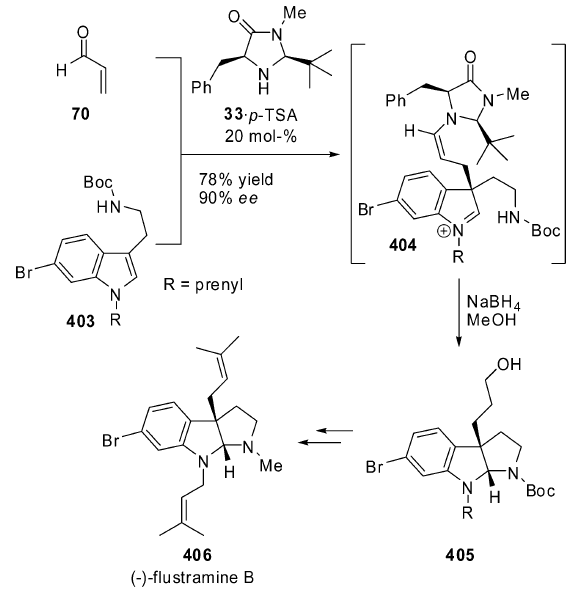 O
H
70
O
Me
N
N
H
Ph
33·p-TSA
20 mol-%
78% yield
90% ee
Boc
HN
Br
N
R
403
R = prenyl
O
Ph
N
Me
N
H
Br
N
⊕
R
HN
Boc
404
NaBH4
MeOH
OH
Br
N
R
H
N
Boc
405
Br
N
H
N
Me
406
(-)-flustramine B